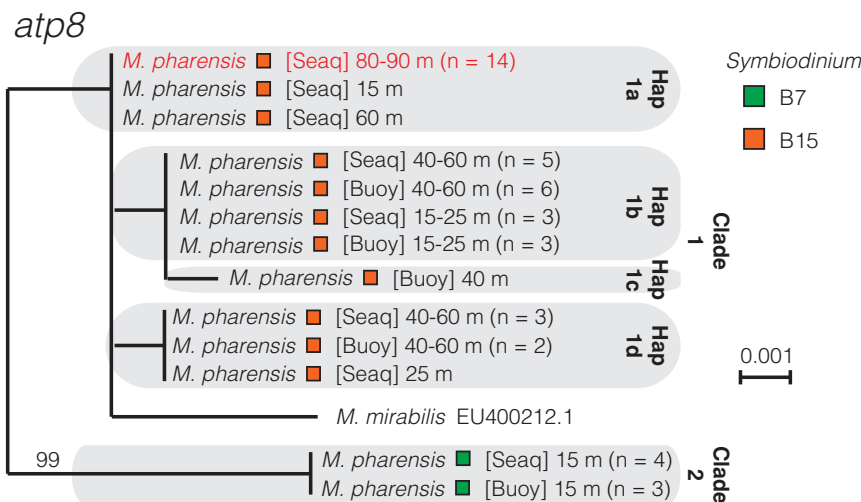 atp8
M. pharensis [Seaq] 80-90 m (n = 14)
M. pharensis [Seaq] 15 m
M. pharensis [Seaq] 60 m
Hap
1a
Symbiodinium
B7
B15
M. pharensis [Seaq] 40-60 m (n = 5)
M. pharensis [Buoy] 40-60 m (n = 6)
M. pharensis [Seaq] 15-25 m (n = 3)
M. pharensis [Buoy] 15-25 m (n = 3)
Hap
1b
M. pharensis [Buoy] 40 m
Hap
1c
Clade
1
M. pharensis [Seaq] 40-60 m (n = 3)
M. pharensis [Buoy] 40-60 m (n = 2)
M. pharensis [Seaq] 25 m
Hap
1d
0.001
M. mirabilis EU400212.1
99
M. pharensis [Seaq] 15 m (n = 4)
M. pharensis [Buoy] 15 m (n = 3)
Clade
2